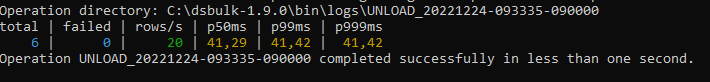 Operation directory: C:\dsbulk-1.9.0\bin\logs\UNLOAD_20221224-093335-090000
total | failed | rows/s | p50ms | p99ms | p999ms
6 | 0 | 20 | 41,29 | 41,42 | 41,42
Operation UNLOAD_20221224-093335-090000 completed successfully in less than one second.